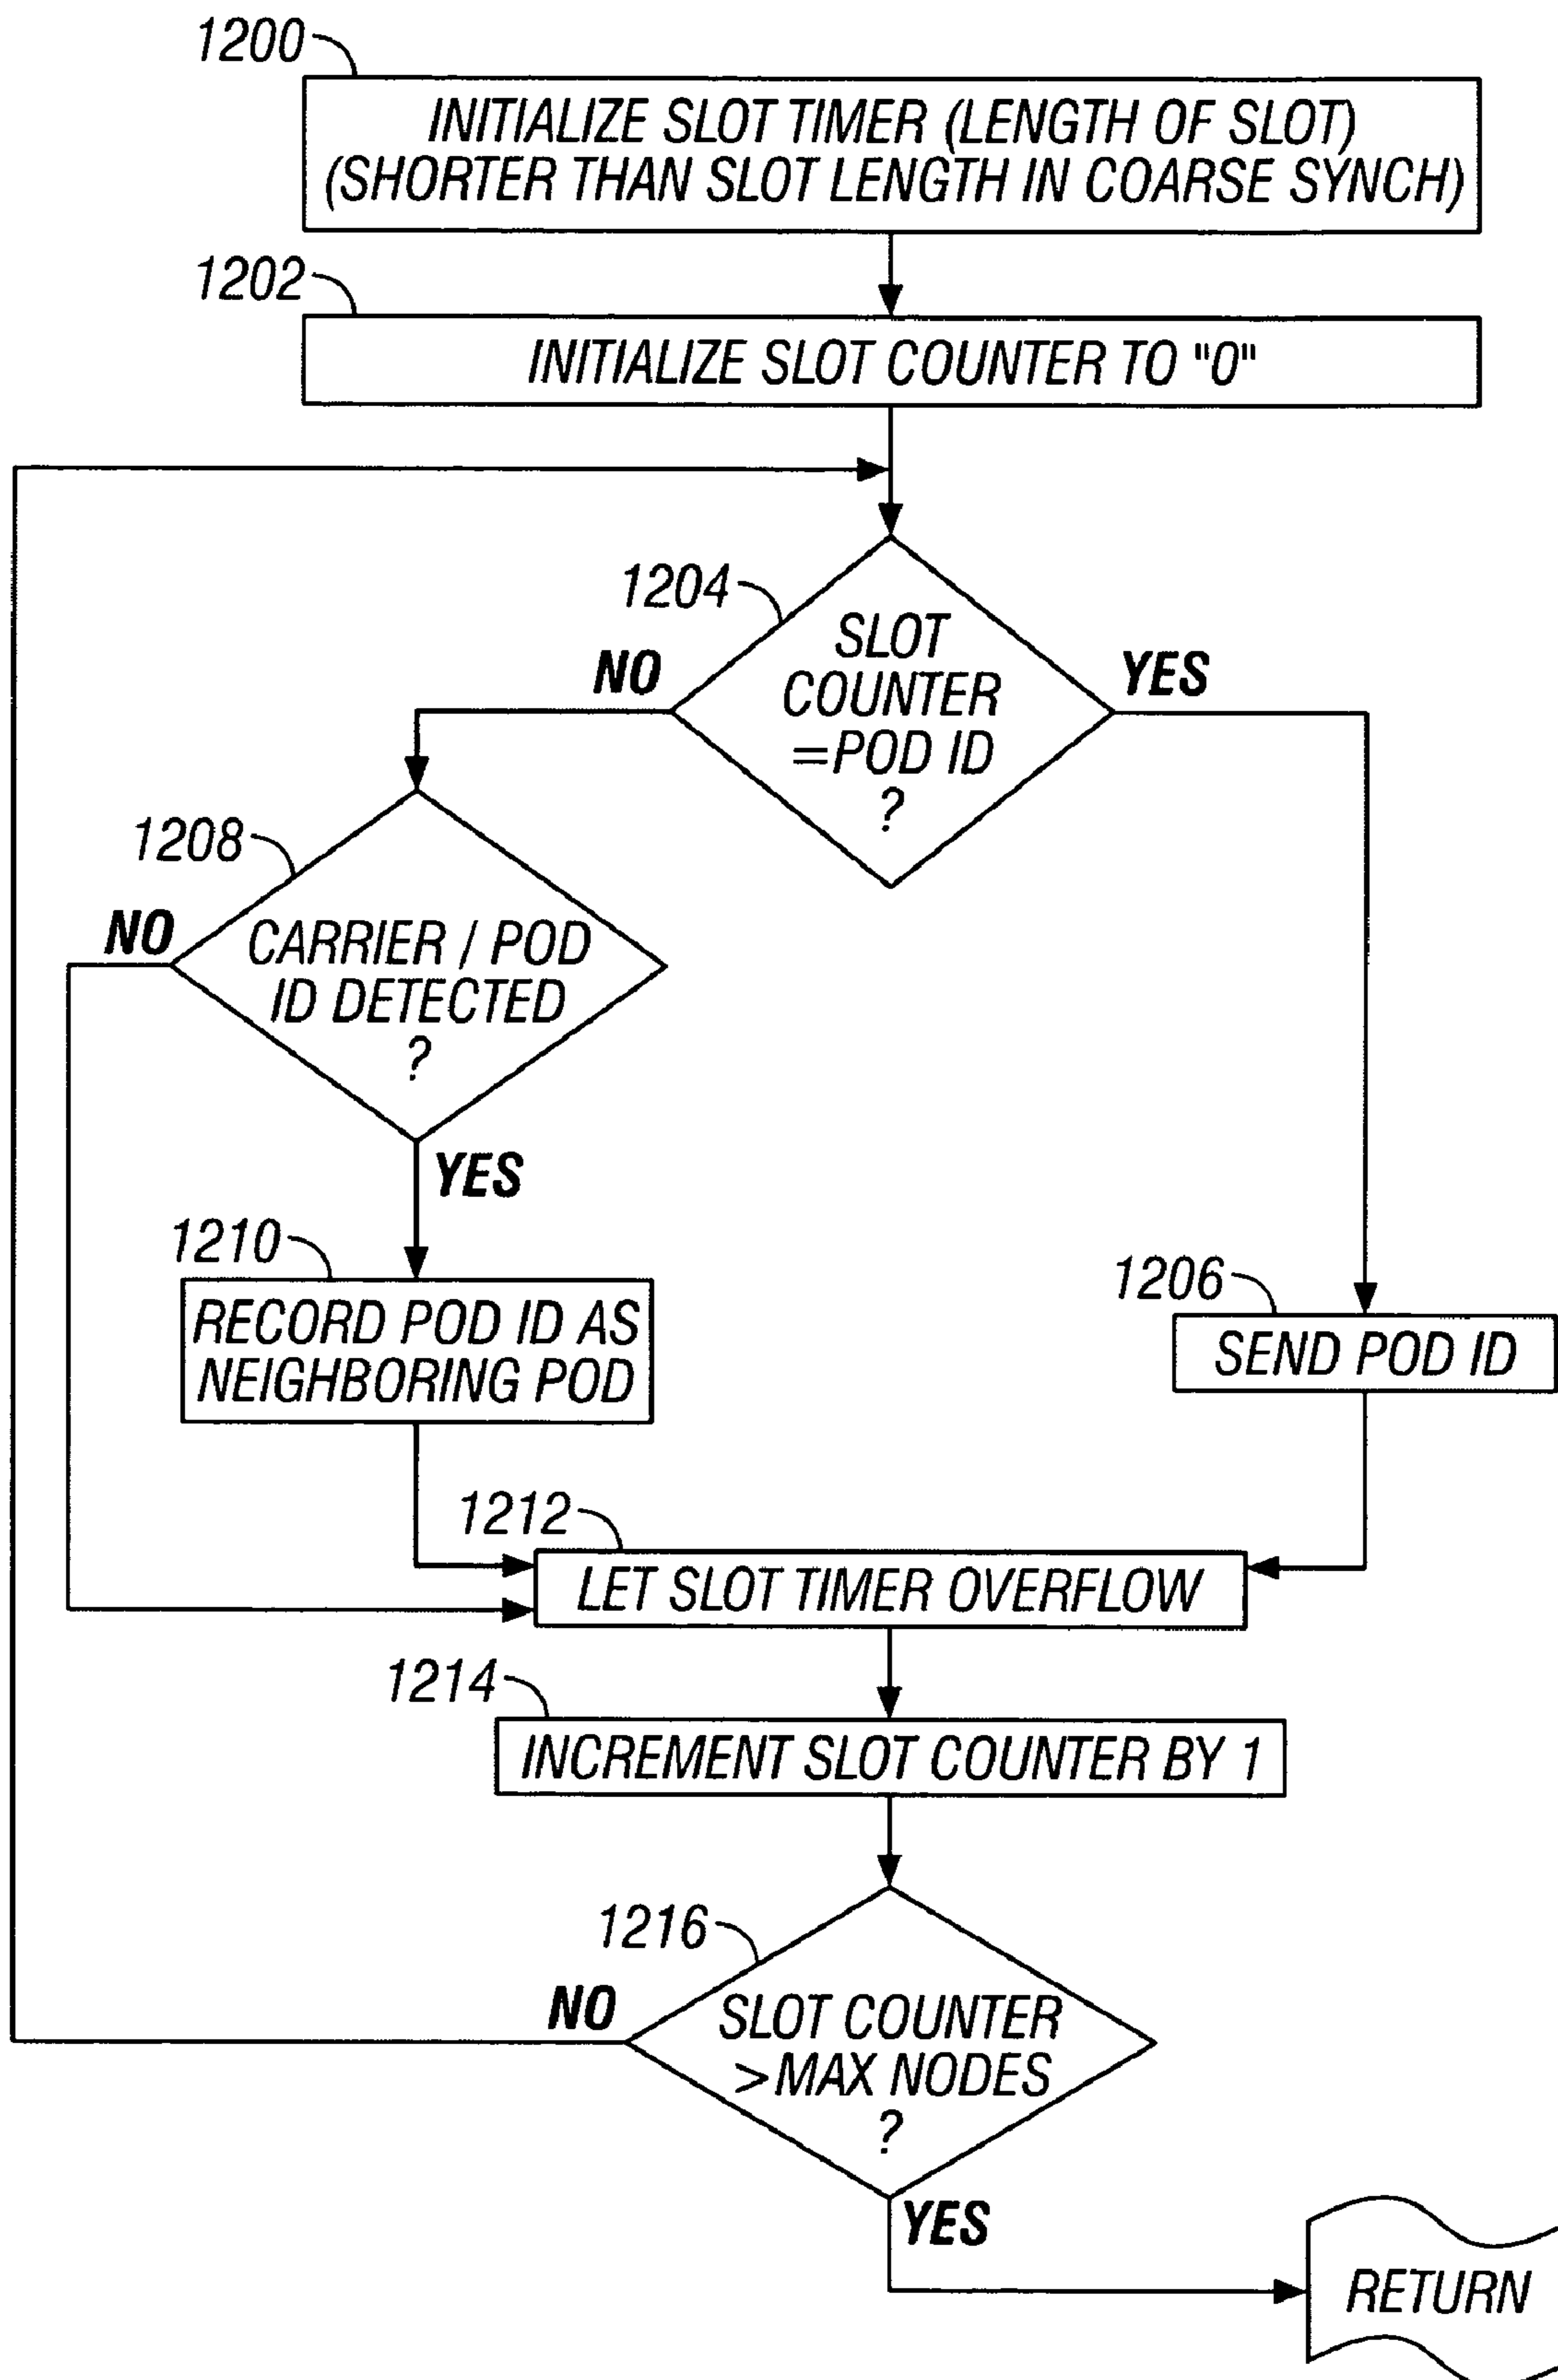 1200
INITIALIZE SLOT TIMER (LENGTH OF SLOT)
(SHORTER THAN SLOT LENGTH IN COARSE SYNCH)
1202
INITIALIZE SLOT COUNTER TO "0"
1204
SLOT
COUNTER
=POD ID
?
NO
YES
1208
CARRIER / POD
ID DETECTED
?
NO
YES
1210
RECORD POD ID AS
NEIGHBORING POD
1206
SEND POD ID
1212
LET SLOT TIMER OVERFLOW
1214
INCREMENT SLOT COUNTER BY 1
1216
SLOT COUNTER
>MAX NODES
?
NO
YES
RETURN